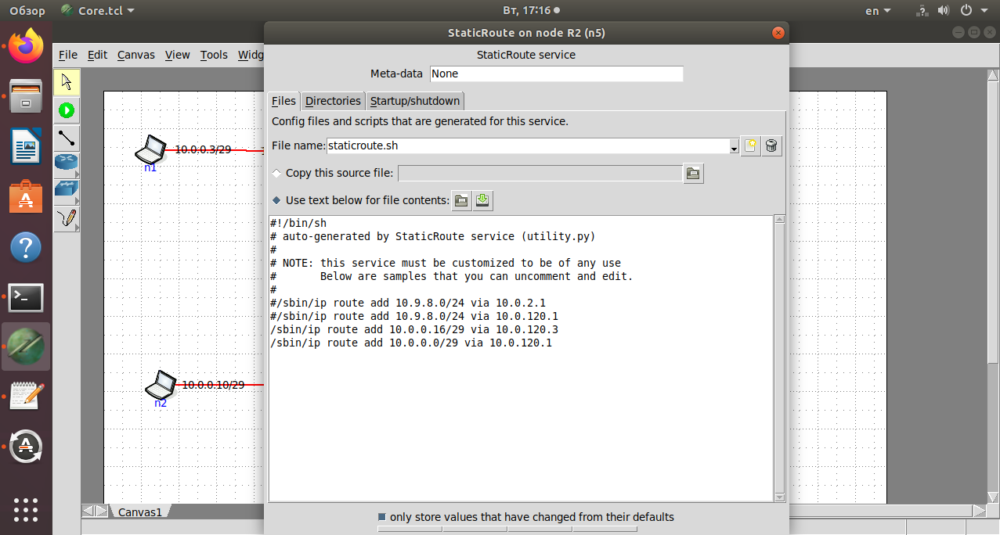 Обзор Core.tcl Вт, 17:16 en
StaticRoute on node R2 (n5)
File Edit Canvas View Tools Widg
StaticRoute service
Meta-data None
Files Directories Startup/shutdown
Config files and scripts that are generated for this service.
File name: staticroute.sh
Copy this source file:
Use text below for file contents:
#!/bin/sh
# auto-generated by StaticRoute service (utility.py)
#
# NOTE: this service must be customized to be of any use
#       Below are samples that you can uncomment and edit.
#
#/sbin/ip route add 10.9.8.0/24 via 10.0.2.1
#/sbin/ip route add 10.9.8.0/24 via 10.0.120.1
/sbin/ip route add 10.0.0.16/29 via 10.0.120.3
/sbin/ip route add 10.0.0.0/29 via 10.0.120.1
10.0.0.3/29
n1
10.0.0.10/29
n2
Canvas1
only store values that have changed from their defaults